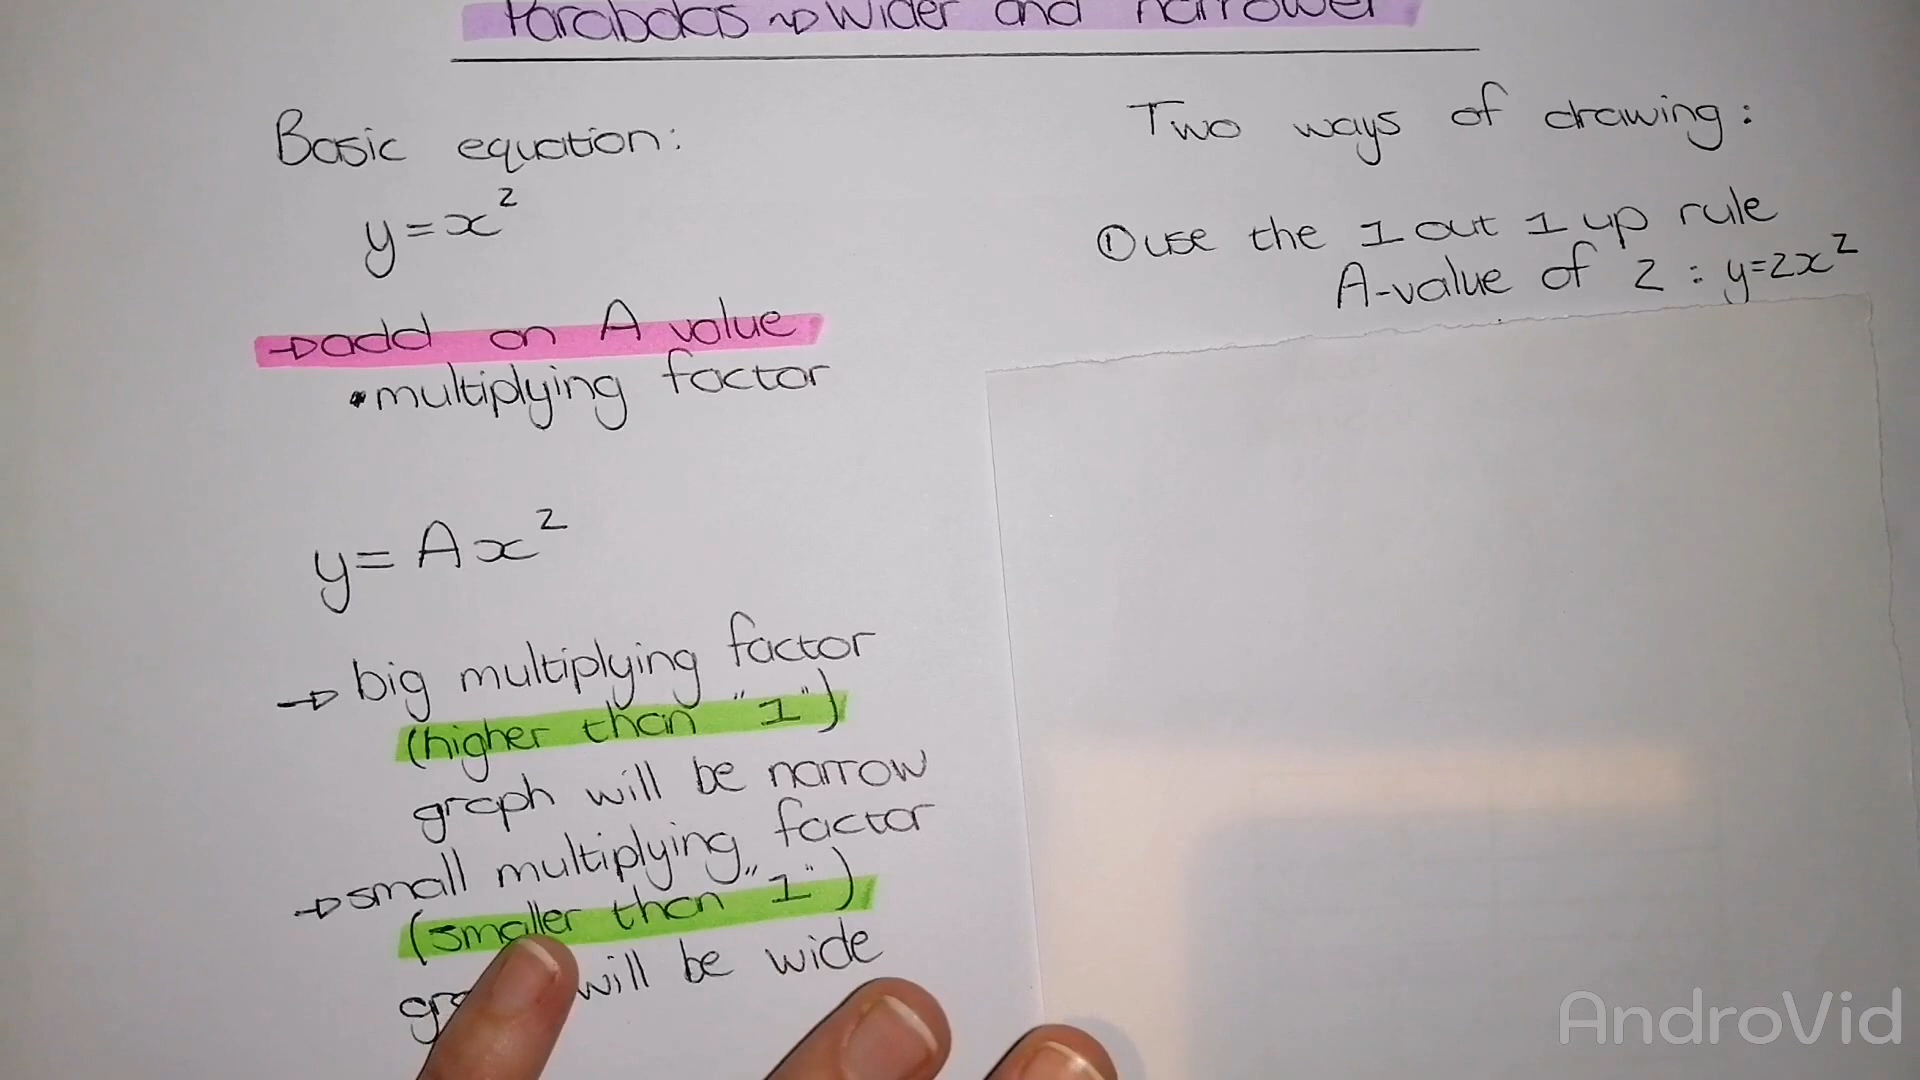 Parabolas → Wider and narrower
Basic equation:
y=x²
→ add on A value
• multiplying factor
y= Ax²
→ big multiplying factor
(higher than "1")
graph will be narrow
→ small multiplying factor
(smaller than "1")
will be wide
Two ways of drawing:
① use the 1 out 1 up rule
A-value of 2 : y=2x²
AndroVid